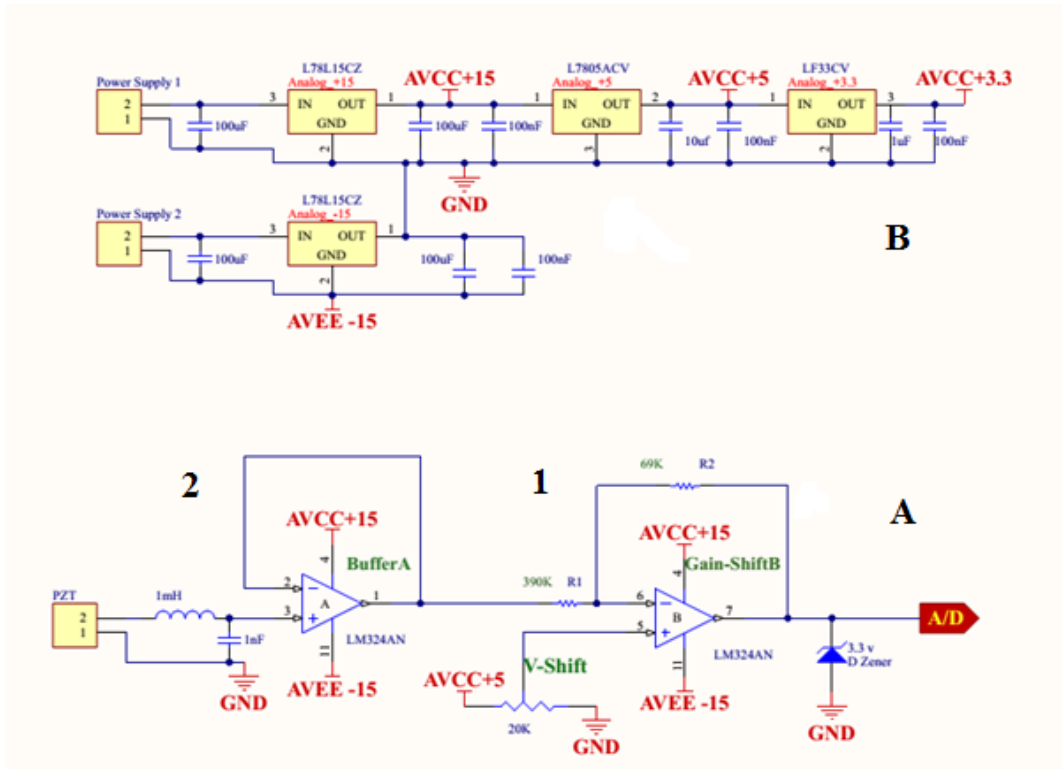 L78L15CZ L7805ACV LF33CV
Power Supply 1 Analog_+15 AVCC+15 Analog_+5 AVCC+5 Analog_+3.3 AVCC+3.3
2 3 IN OUT 1 1 IN OUT 2 1 IN OUT 3
1 100uF GND 100uF 100nF GND 10uf 100nF GND 1uF 100nF
2 3 2
GND
L78L15CZ
Power Supply 2 Analog_-15
2 3 IN OUT 1 B
1 100uF GND 100uF 100nF
2
AVEE -15
2 1 69K R2 A
AVCC+15 AVCC+15
4 BufferA 4 Gain-ShiftB
PZT 2 − 1 390K R1 6 −
2 1mH A B 7 A/D
1 3 + 5 +
1nF LM324AN LM324AN 3.3 v
11 V-Shift 11 D Zener
GND AVEE -15 AVCC+5 AVEE -15
20K GND GND